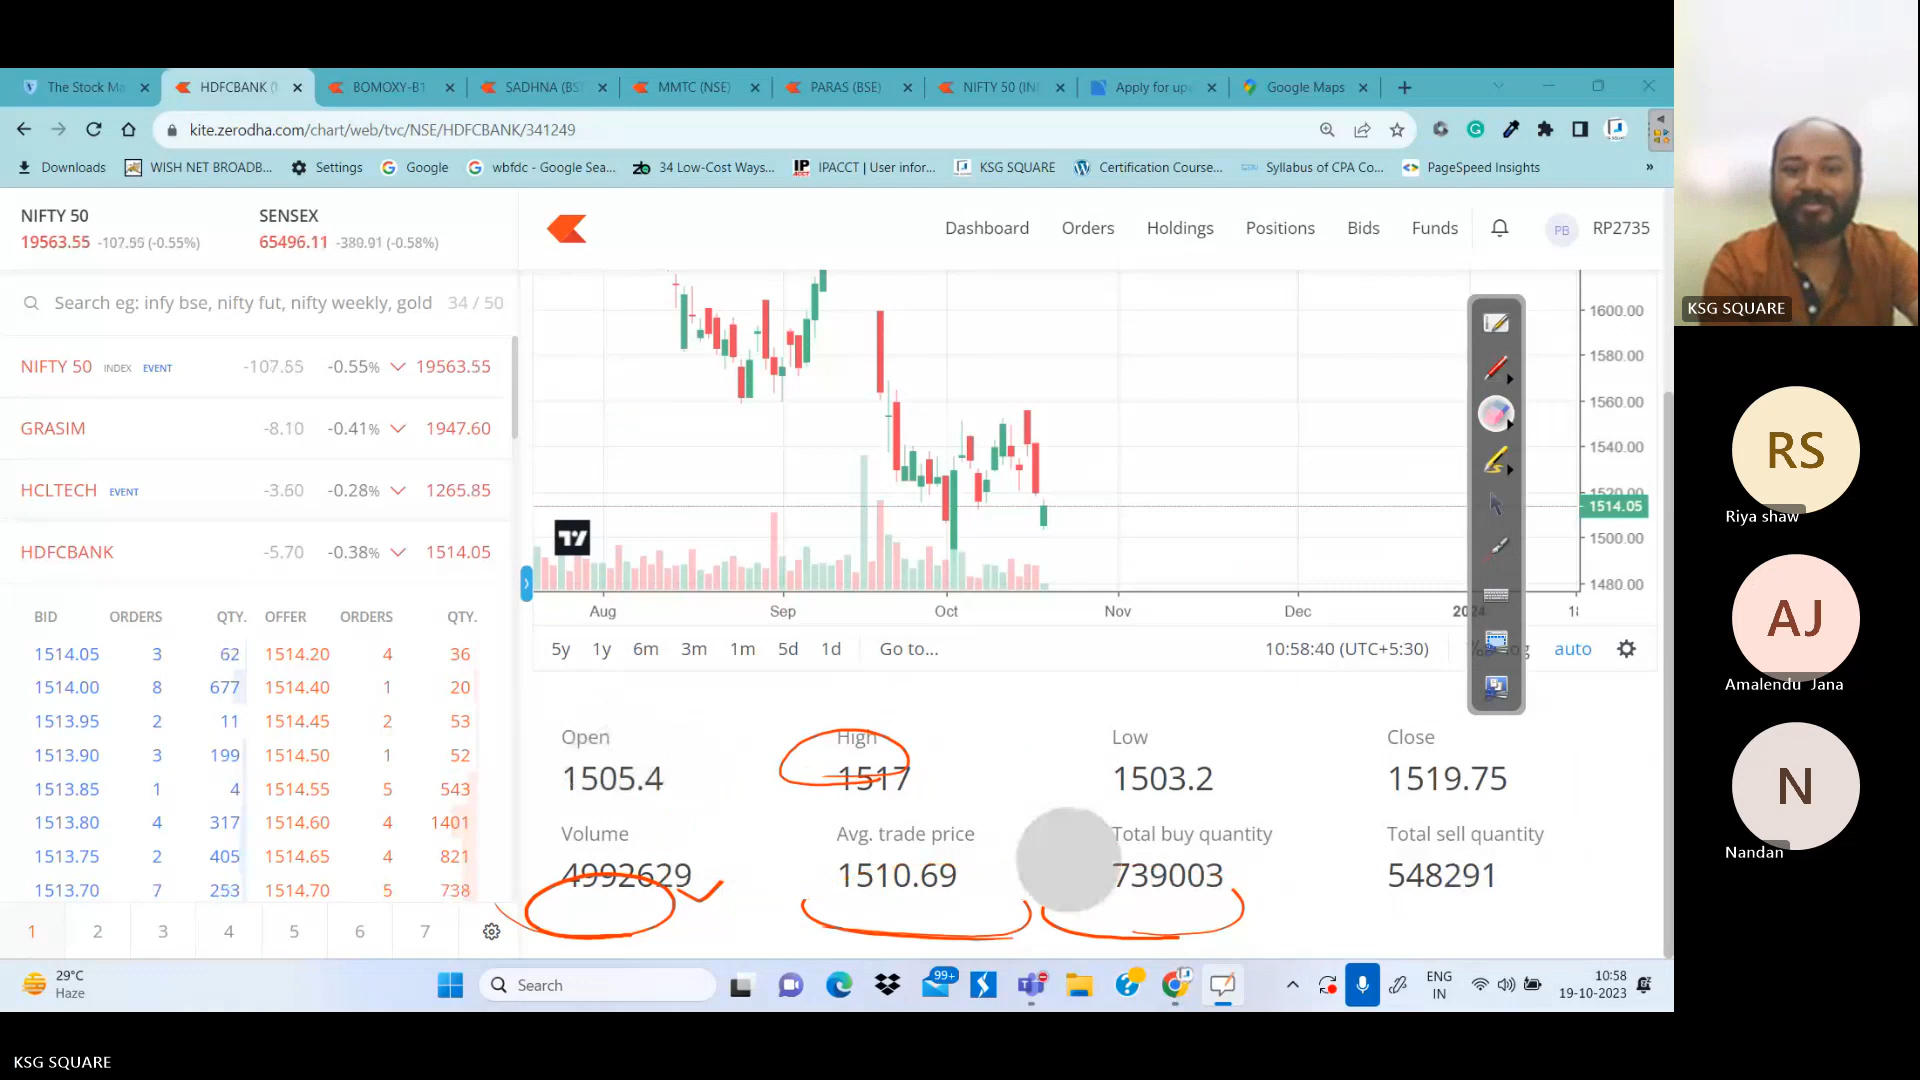 The Stock Ma
HDFCBANK (
BOMOXY-B1
SADHNA (BS
MMTC (NSE)
PARAS (BSE)
NIFTY 50 (IN
Apply for up
Google Maps
kite.zerodha.com/chart/web/tvc/NSE/HDFCBANK/341249
Downloads
WISH NET BROADB...
Settings
Google
wbfdc - Google Sea...
34 Low-Cost Ways...
IPACCT | User infor...
KSG SQUARE
Certification Course...
Syllabus of CPA Co...
PageSpeed Insights
»
NIFTY 50
19563.55 -107.55 (-0.55%)
SENSEX
65496.11 -380.91 (-0.58%)
Dashboard
Orders
Holdings
Positions
Bids
Funds
PB
RP2735
KSG SQUARE
Search eg: infy bse, nifty fut, nifty weekly, gold 34 / 50
NIFTY 50 INDEX EVENT -107.55 -0.55% 19563.55
GRASIM -8.10 -0.41% 1947.60
HCLTECH EVENT -3.60 -0.28% 1265.85
HDFCBANK -5.70 -0.38% 1514.05
BID ORDERS QTY. OFFER ORDERS QTY.
1514.05 3 62 1514.20 4 36
1514.00 8 677 1514.40 1 20
1513.95 2 11 1514.45 2 53
1513.90 3 199 1514.50 1 52
1513.85 1 4 1514.55 5 543
1513.80 4 317 1514.60 4 1401
1513.75 2 405 1514.65 4 821
1513.70 7 253 1514.70 5 738
1 2 3 4 5 6 7
1600.00
1580.00
1560.00
1540.00
1520.00
1514.05
1500.00
1480.00
Aug Sep Oct Nov Dec
5y 1y 6m 3m 1m 5d 1d Go to...
10:58:40 (UTC+5:30)
auto
Open High Low Close
1505.4 1517 1503.2 1519.75
Volume Avg. trade price Total buy quantity Total sell quantity
4992629 1510.69 739003 548291
RS
Riya shaw
AJ
Amalendu Jana
N
Nandan
29°C
Haze
Search
99+
ENG
IN
10:58
19-10-2023
KSG SQUARE